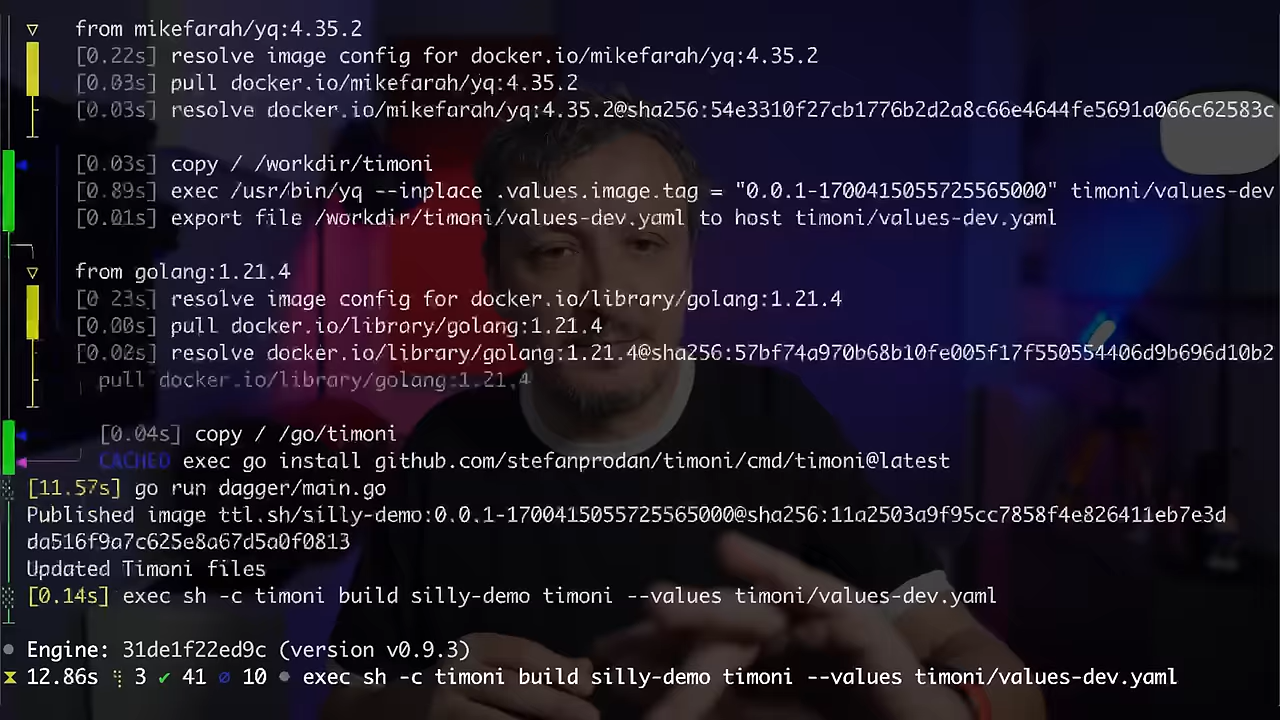 from mikefarah/yq:4.35.2
[0.22s] resolve image config for docker.io/mikefarah/yq:4.35.2
[0.03s] pull docker.io/mikefarah/yq:4.35.2
[0.03s] resolve docker.io/mikefarah/yq:4.35.2@sha256:54e3310f27cb1776b2d2a8c66e4644fe5691a066c62583c
[0.03s] copy / /workdir/timoni
[0.89s] exec /usr/bin/yq --inplace .values.image.tag = "0.0.1-1700415055725565000" timoni/values-dev
[0.01s] export file /workdir/timoni/values-dev.yaml to host timoni/values-dev.yaml
from golang:1.21.4
[0.23s] resolve image config for docker.io/library/golang:1.21.4
[0.00s] pull docker.io/library/golang:1.21.4
[0.02s] resolve docker.io/library/golang:1.21.4@sha256:57bf74a970b68b10fe005f17f550554406d9b696d10b2
pull docker.io/library/golang:1.21.4
[0.04s] copy / /go/timoni
CACHED exec go install github.com/stefanprodan/timoni/cmd/timoni@latest
[11.57s] go run dagger/main.go
Published image ttl.sh/silly-demo:0.0.1-1700415055725565000@sha256:11a2503a9f95cc7858f4e826411eb7e3d
da516f9a7c625e8a67d5a0f0813
Updated Timoni files
[0.14s] exec sh -c timoni build silly-demo timoni --values timoni/values-dev.yaml
Engine: 31de1f22ed9c (version v0.9.3)
12.86s 3 ✔ 41 ∅ 10 exec sh -c timoni build silly-demo timoni --values timoni/values-dev.yaml